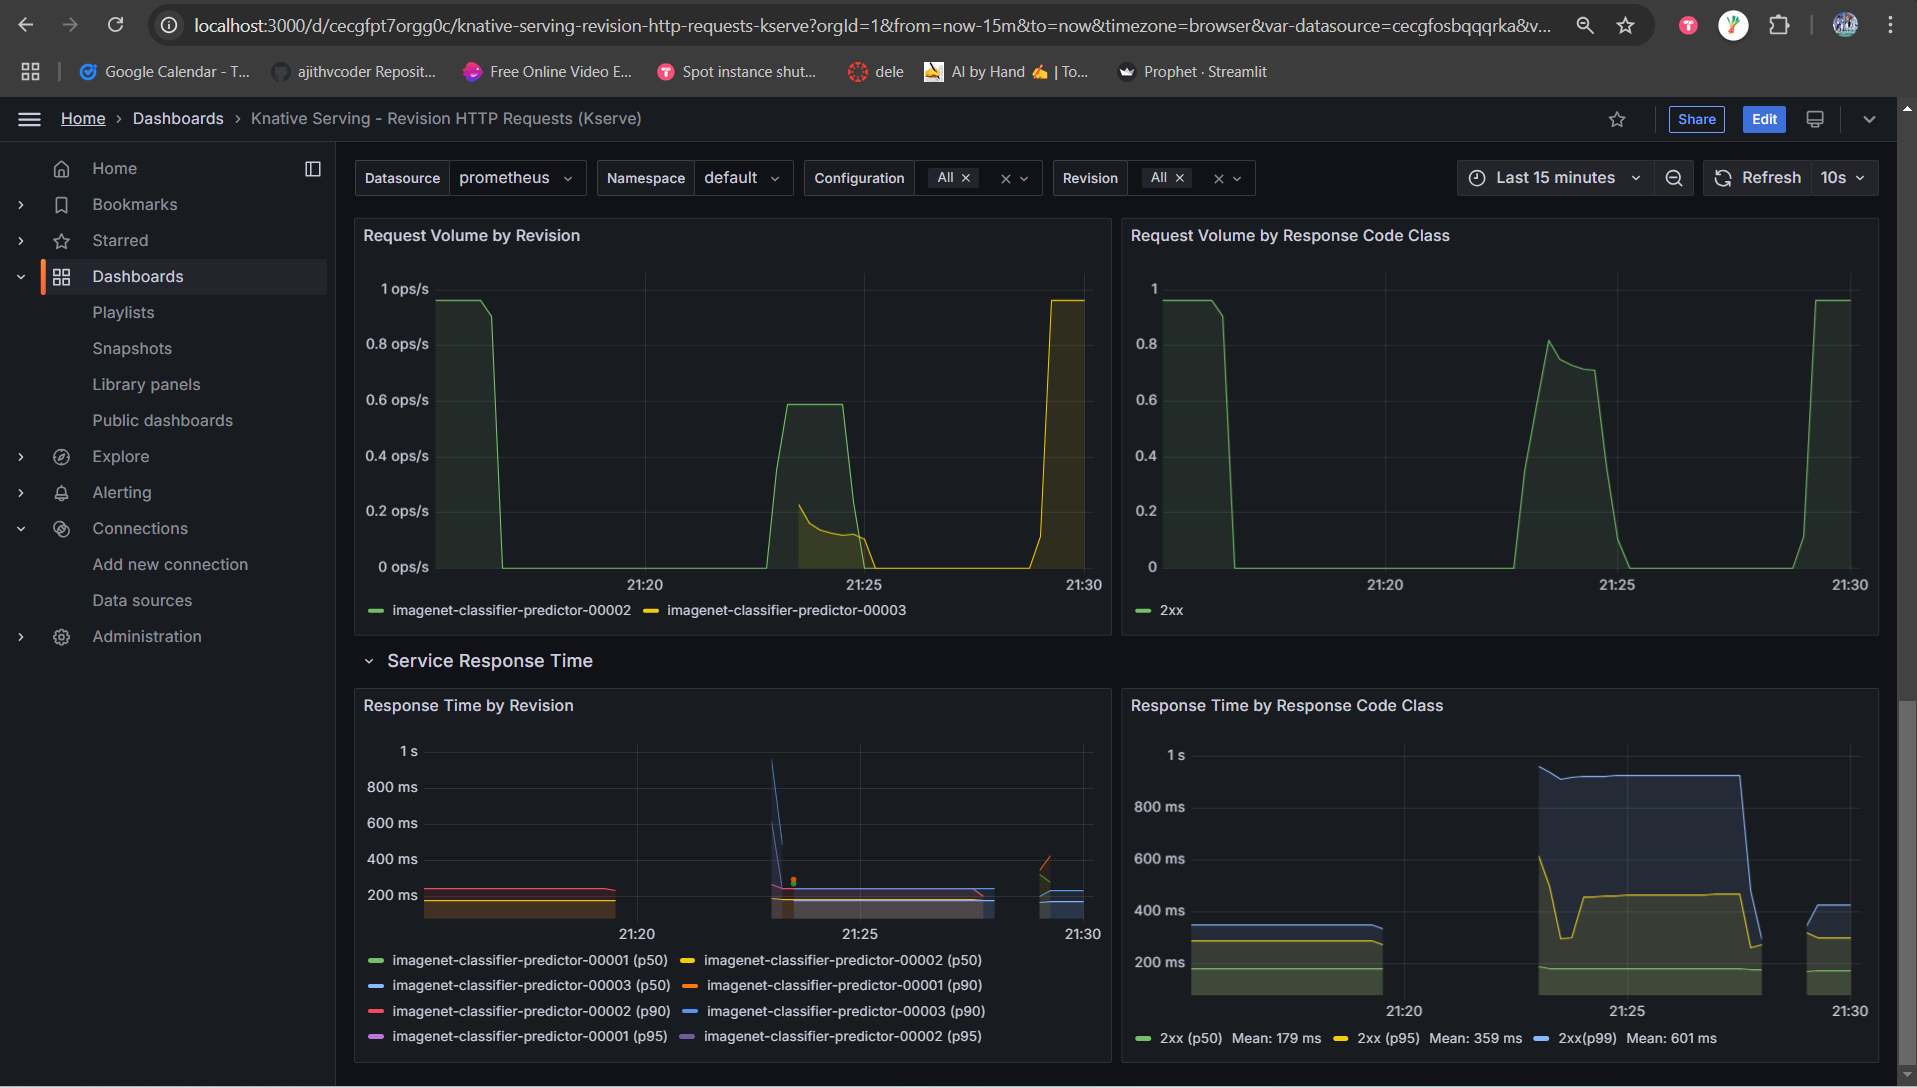 localhost:3000/d/cecgfpt7orgg0c/knative-serving-revision-http-requests-kserve?orgId=1&from=now-15m&to=now&timezone=browser&var-datasource=cecgfosbqqqrka&v...
Google Calendar - T... ajithvcoder Reposit... Free Online Video E... Spot instance shut... dele AI by Hand ✍ | To... Prophet · Streamlit
Home › Dashboards › Knative Serving - Revision HTTP Requests (Kserve) Share Edit
Home
Bookmarks
Starred
Dashboards
Playlists
Snapshots
Library panels
Public dashboards
Explore
Alerting
Connections
Add new connection
Data sources
Administration
Datasource prometheus Namespace default Configuration All Revision All Last 15 minutes Refresh 10s
Request Volume by Revision
1 ops/s
0.8 ops/s
0.6 ops/s
0.4 ops/s
0.2 ops/s
0 ops/s
21:20 21:25 21:30
imagenet-classifier-predictor-00002 imagenet-classifier-predictor-00003
Request Volume by Response Code Class
1
0.8
0.6
0.4
0.2
0
21:20 21:25 21:30
2xx
Service Response Time
Response Time by Revision
1 s
800 ms
600 ms
400 ms
200 ms
21:20 21:25 21:30
imagenet-classifier-predictor-00001 (p50) imagenet-classifier-predictor-00002 (p50)
imagenet-classifier-predictor-00003 (p50) imagenet-classifier-predictor-00001 (p90)
imagenet-classifier-predictor-00002 (p90) imagenet-classifier-predictor-00003 (p90)
imagenet-classifier-predictor-00001 (p95) imagenet-classifier-predictor-00002 (p95)
Response Time by Response Code Class
1 s
800 ms
600 ms
400 ms
200 ms
21:20 21:25 21:30
2xx (p50) Mean: 179 ms 2xx (p95) Mean: 359 ms 2xx(p99) Mean: 601 ms